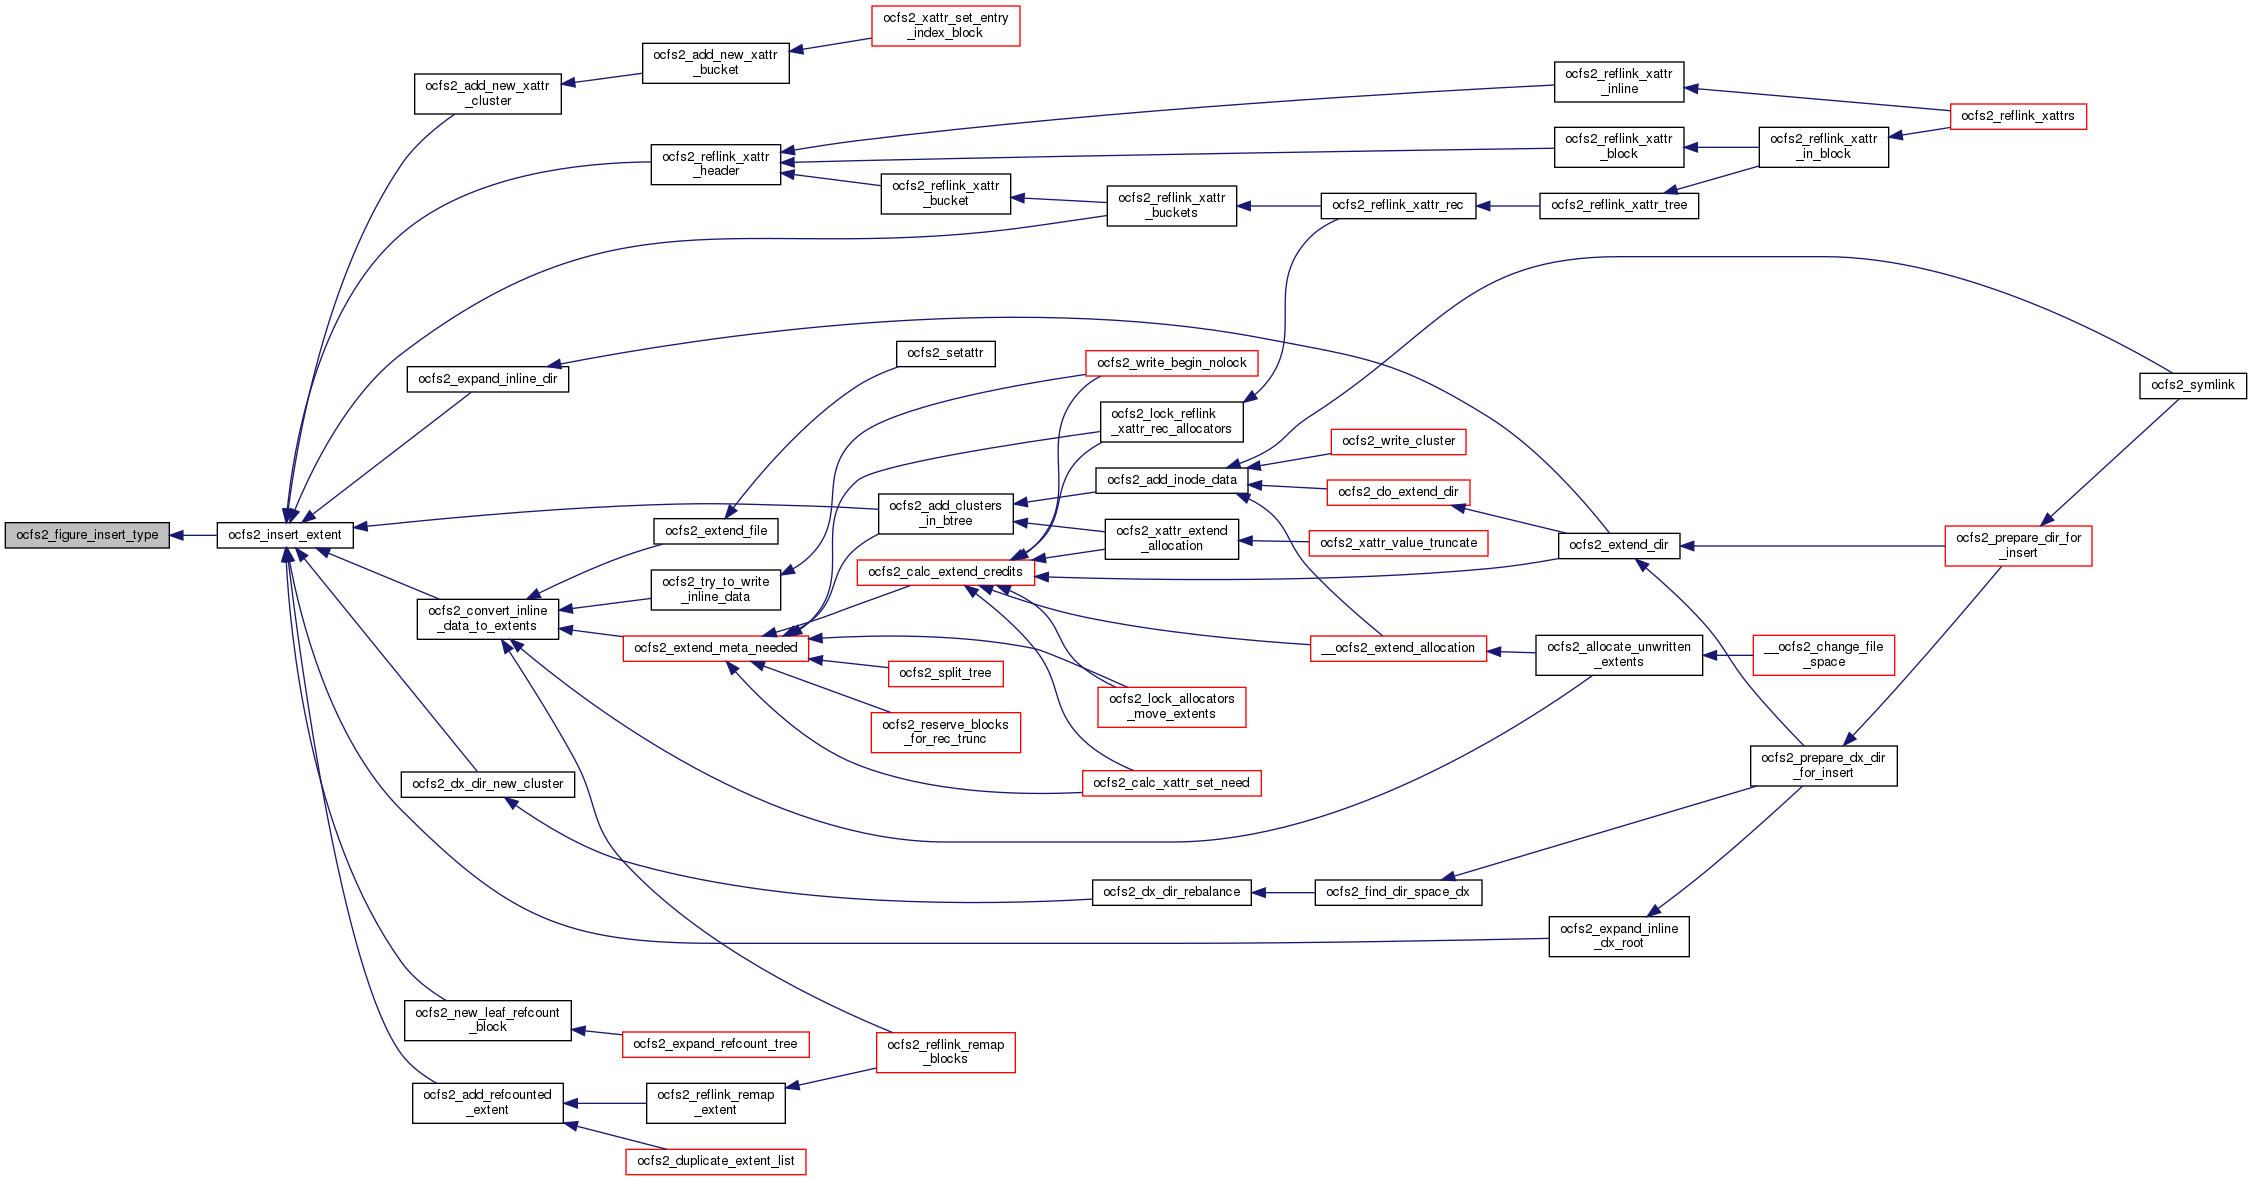 ocfs2_xattr_set_entry
_index_block
ocfs2_add_new_xattr
_bucket
ocfs2_add_new_xattr
_cluster
ocfs2_reflink_xattr
_inline
ocfs2_reflink_xattrs
ocfs2_reflink_xattr
_block
ocfs2_reflink_xattr
_in_block
ocfs2_reflink_xattr
_header
ocfs2_reflink_xattr
_bucket
ocfs2_reflink_xattr
_buckets
ocfs2_reflink_xattr_rec
ocfs2_reflink_xattr_tree
ocfs2_setattr
ocfs2_write_begin_nolock
ocfs2_expand_inline_dir
ocfs2_symlink
ocfs2_lock_reflink
_xattr_rec_allocators
ocfs2_write_cluster
ocfs2_add_inode_data
ocfs2_do_extend_dir
ocfs2_add_clusters
_in_btree
ocfs2_figure_insert_type
ocfs2_insert_extent
ocfs2_extend_file
ocfs2_xattr_extend
_allocation
ocfs2_xattr_value_truncate
ocfs2_extend_dir
ocfs2_prepare_dir_for
_insert
ocfs2_calc_extend_credits
ocfs2_try_to_write
_inline_data
ocfs2_convert_inline
_data_to_extents
ocfs2_extend_meta_needed
__ocfs2_extend_allocation
ocfs2_allocate_unwritten
_extents
__ocfs2_change_file
_space
ocfs2_split_tree
ocfs2_lock_allocators
_move_extents
ocfs2_reserve_blocks
_for_rec_trunc
ocfs2_prepare_dx_dir
_for_insert
ocfs2_dx_dir_new_cluster
ocfs2_calc_xattr_set_need
ocfs2_dx_dir_rebalance
ocfs2_find_dir_space_dx
ocfs2_expand_inline
_dx_root
ocfs2_new_leaf_refcount
_block
ocfs2_expand_refcount_tree
ocfs2_reflink_remap
_blocks
ocfs2_add_refcounted
_extent
ocfs2_reflink_remap
_extent
ocfs2_duplicate_extent_list